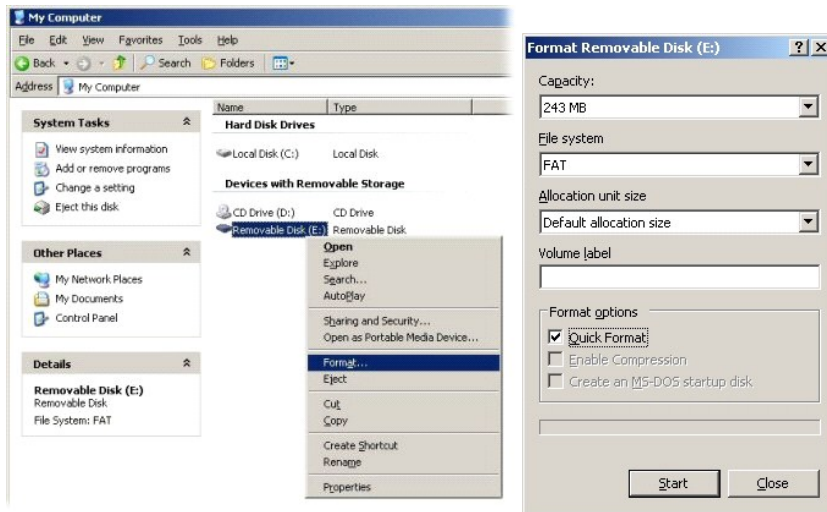 My Computer
File Edit View Favorites Tools Help
Back Search Folders
Address My Computer
System Tasks
View system information
Add or remove programs
Change a setting
Eject this disk
Other Places
My Network Places
My Documents
Control Panel
Details
Removable Disk (E:)
Removable Disk
File System: FAT
Name Type
Hard Disk Drives
Local Disk (C:) Local Disk
Devices with Removable Storage
CD Drive (D:) CD Drive
Removable Disk (E:) Removable Disk
Open
Explore
Search...
AutoPlay
Sharing and Security...
Open as Portable Media Device...
Format...
Eject
Cut
Copy
Create Shortcut
Rename
Properties
Format Removable Disk (E:)
Capacity:
243 MB
File system
FAT
Allocation unit size
Default allocation size
Volume label
Format options
Quick Format
Enable Compression
Create an MS-DOS startup disk
Start Close